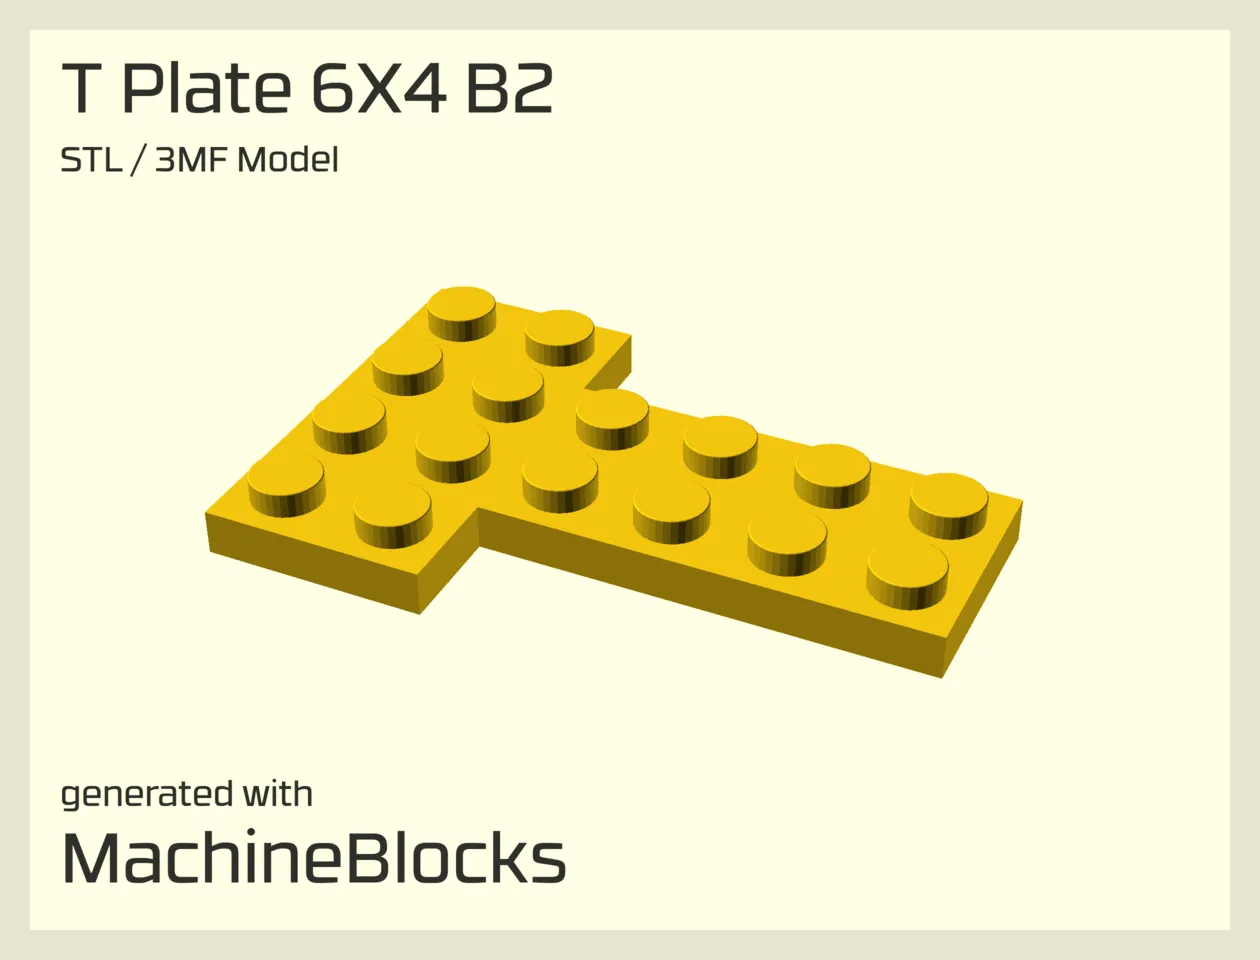 T Plate 6X4 B2
STL / 3MF Model
generated with
MachineBlocks